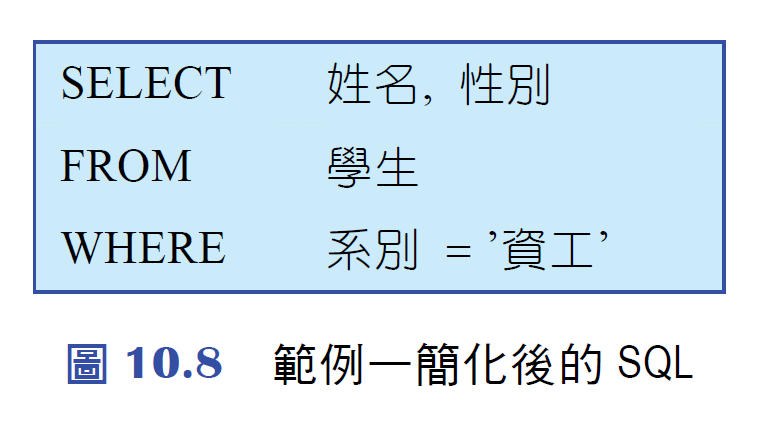 SELECT 姓名, 性別
FROM 學生
WHERE 系別 = ’資工’
圖 10.8 範例一簡化後的 SQL